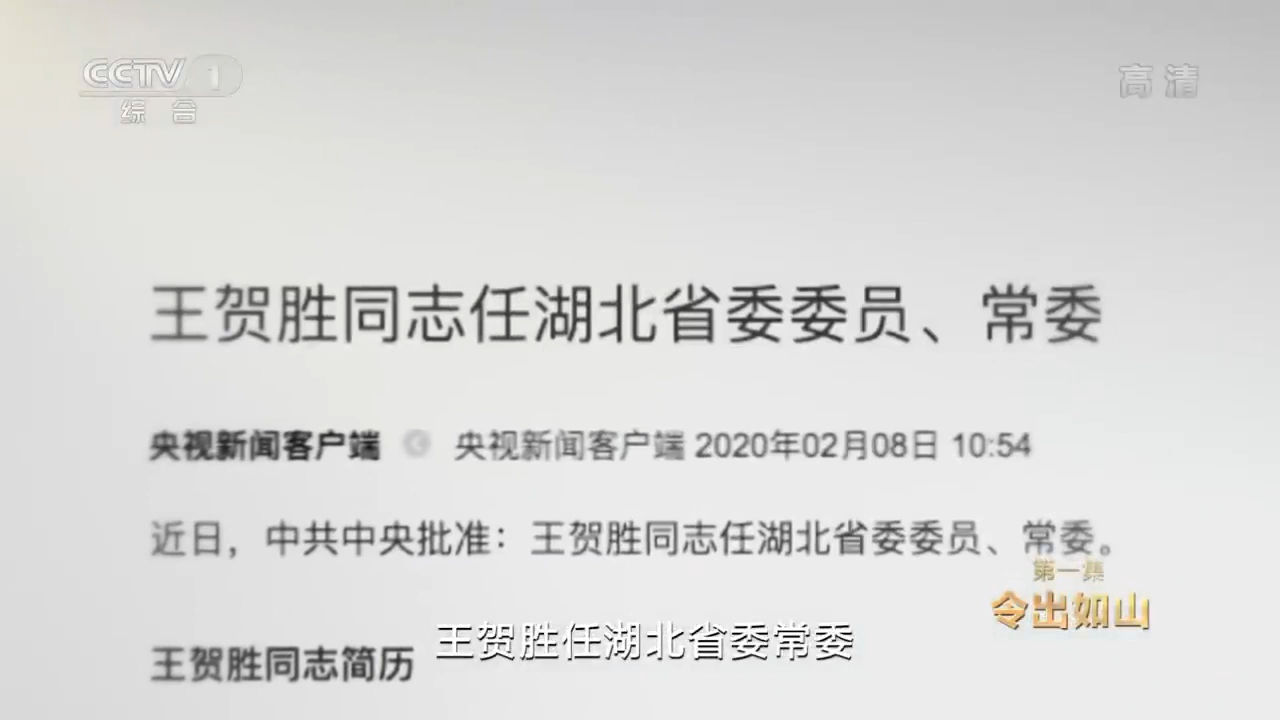 CCTV 1
综合
高清
王贺胜同志任湖北省委委员、常委
央视新闻客户端 央视新闻客户端 2020年02月08日 10:54
近日，中共中央批准：王贺胜同志任湖北省委委员、常委。
第一集
令出如山
王贺胜任湖北省委常委
王贺胜同志简历